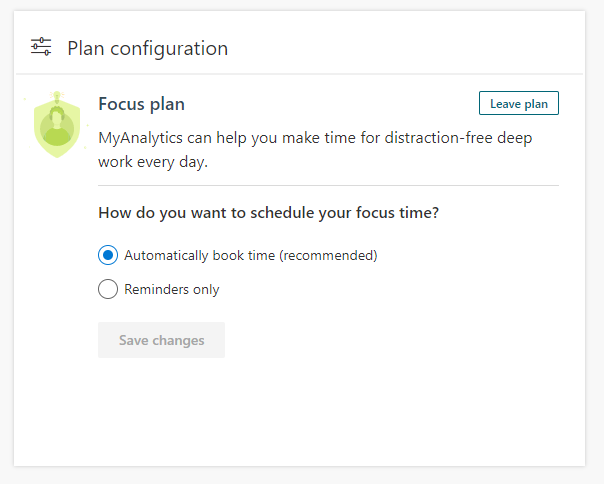 Plan configuration
Focus plan
Leave plan
MyAnalytics can help you make time for distraction-free deep
work every day.
How do you want to schedule your focus time?
Automatically book time (recommended)
Reminders only
Save changes